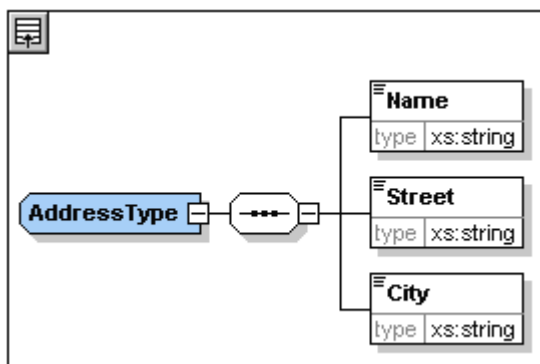 Name
type xs:string
AddressType
Street
type xs:string
City
type xs:string